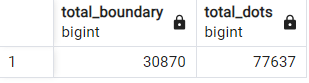 total_boundary total_dots
bigint bigint
1 30870 77637